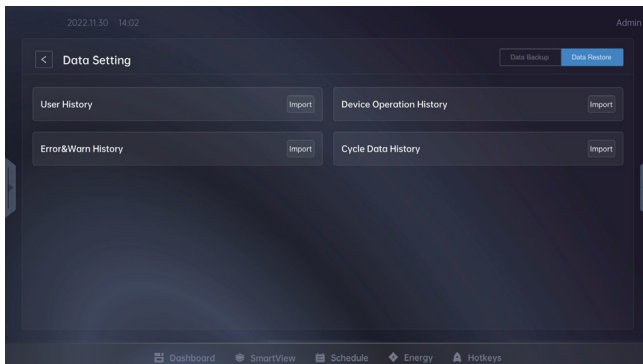 2022.11.30 14:02 Admin
< Data Setting Data Backup Data Restore
User History Import Device Operation History Import
Error&Warn History Import Cycle Data History Import
Dashboard SmartView Schedule Energy Hotkeys